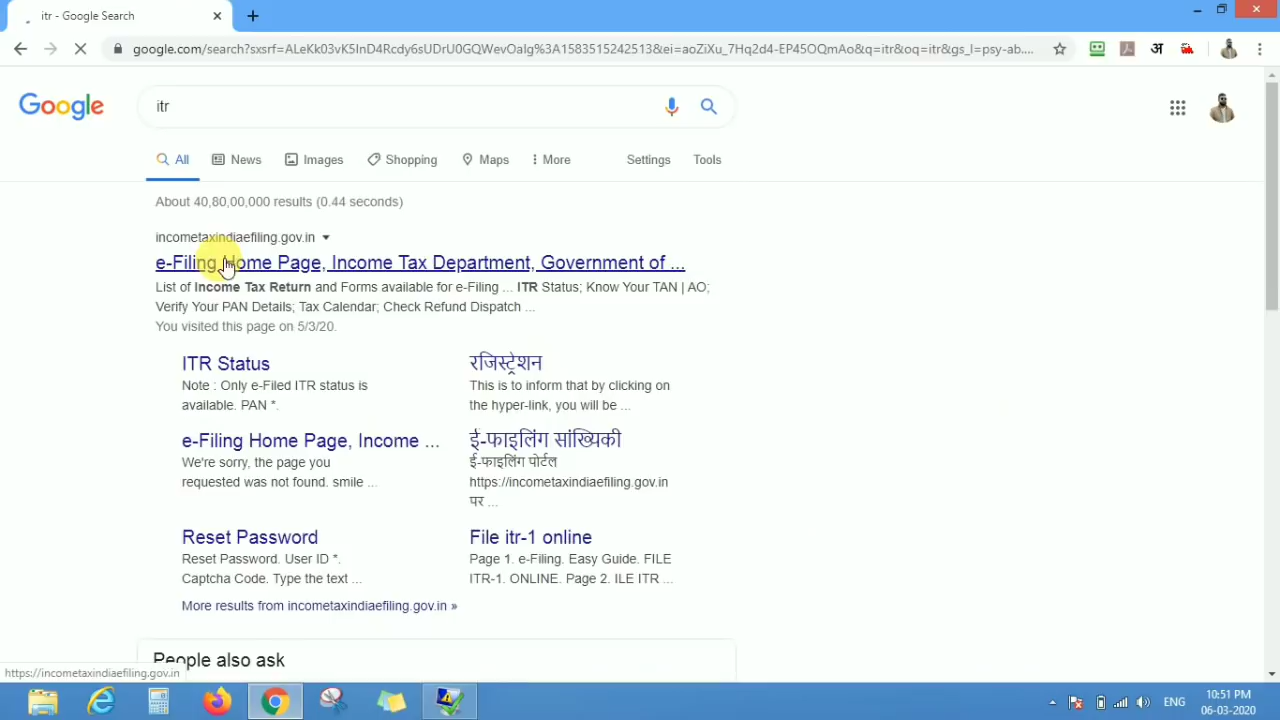 itr - Google Search
google.com/search?sxsrf=ALeKk03vK5InD4Rcdy6sUDrU0GQWevOaIg%3A1583515242513&ei=aoZiXu_7Hq2d4-EP45OQmAo&q=itr&oq=itr&gs_l=psy-ab....
अ
Google
itr
All News Images Shopping Maps More Settings Tools
About 40,80,00,000 results (0.44 seconds)
incometaxindiaefiling.gov.in
e-Filing Home Page, Income Tax Department, Government of ...
List of Income Tax Return and Forms available for e-Filing ... ITR Status; Know Your TAN | AO;
Verify Your PAN Details; Tax Calendar; Check Refund Dispatch ...
You visited this page on 5/3/20.
ITR Status
Note : Only e-Filed ITR status is
available. PAN *.
रजिस्ट्रेशन
This is to inform that by clicking on
the hyper-link, you will be ...
e-Filing Home Page, Income ...
We're sorry, the page you
requested was not found. smile ...
ई-फाइलिंग सांख्यिकी
ई-फाइलिंग पोर्टल
https://incometaxindiaefiling.gov.in
पर ...
Reset Password
Reset Password. User ID *.
Captcha Code. Type the text ...
File itr-1 online
Page 1. e-Filing. Easy Guide. FILE
ITR-1. ONLINE. Page 2. ILE ITR ...
More results from incometaxindiaefiling.gov.in »
People also ask
https://incometaxindiaefiling.gov.in
ENG
10:51 PM
06-03-2020